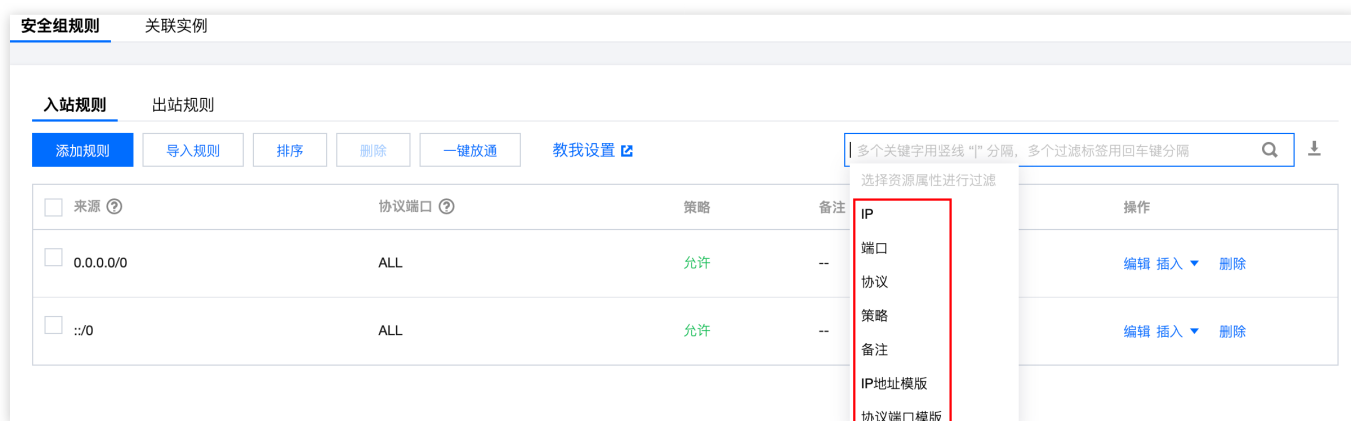 安全组规则 关联实例
入站规则 出站规则
添加规则 导入规则 排序 删除 一键放通 教我设置 多个关键字用竖线 "|" 分隔，多个过滤标签用回车键分隔
选择资源属性进行过滤
来源 协议端口 策略 备注 操作
IP
端口
0.0.0.0/0 ALL 允许 -- 编辑 插入 删除
协议
策略
::/0 ALL 允许 -- 编辑 插入 删除
备注
IP地址模版
协议端口模版